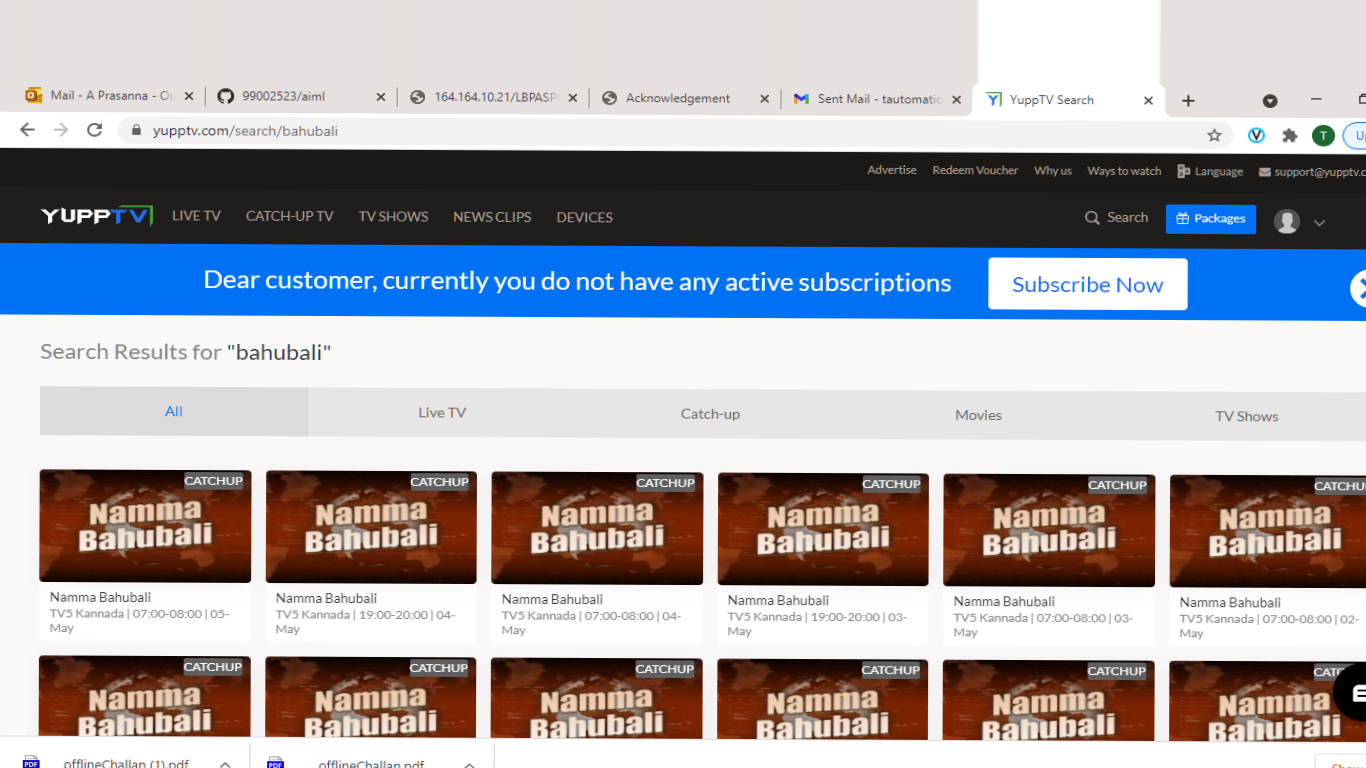 Mail - A Prasanna - Ou
99002523/aiml
164.164.10.21/LBPASP
Acknowledgement
Sent Mail - tautomatio
YuppTV Search
yupptv.com/search/bahubali
T
Advertise
Redeem Voucher
Why us
Ways to watch
Language
support@yupptv.c
YUPPTV
LIVE TV
CATCH-UP TV
TV SHOWS
NEWS CLIPS
DEVICES
Search
Packages
Dear customer, currently you do not have any active subscriptions
Subscribe Now
Search Results for "bahubali"
All
Live TV
Catch-up
Movies
TV Shows
CATCHUP
CATCHUP
CATCHUP
CATCHUP
CATCHUP
CATCHU
Namma
Bahubali
Namma
Bahubali
Namma
Bahubali
Namma
Bahubali
Namma
Bahubali
Namma
Bahubali
Namma Bahubali
TV5 Kannada | 07:00-08:00 | 05-
May
Namma Bahubali
TV5 Kannada | 19:00-20:00 | 04-
May
Namma Bahubali
TV5 Kannada | 07:00-08:00 | 04-
May
Namma Bahubali
TV5 Kannada | 19:00-20:00 | 03-
May
Namma Bahubali
TV5 Kannada | 07:00-08:00 | 03-
May
Namma Bahubali
TV5 Kannada | 07:00-08:00 | 02-
May
CATCHUP
CATCHUP
CATCHUP
CATCHUP
CATCHUP
Namma
Bahubali
Namma
Bahubali
Namma
Bahubali
Namma
Bahubali
Namma
Bahubali
Namma
Bahubali
PDF
offlineChallan (1).pdf
PDF
offlineChallan.pdf